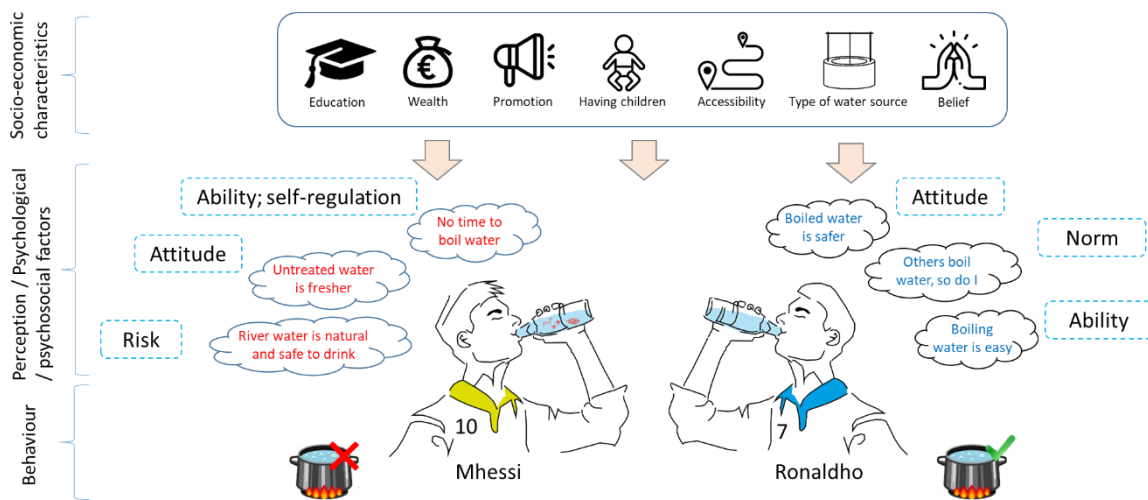 Socio-economic
characteristics
Education
Wealth
Promotion
Having children
Accessibility
Type of water source
Belief
Perception / Psychological
/ psychosocial factors
Ability; self-regulation
No time to
boil water
Attitude
Untreated water
is fresher
Risk
River water is natural
and safe to drink
Attitude
Boiled water
is safer
Norm
Others boil
water, so do I
Ability
Boiling
water is easy
Behaviour
10
Mhessi
7
Ronaldho